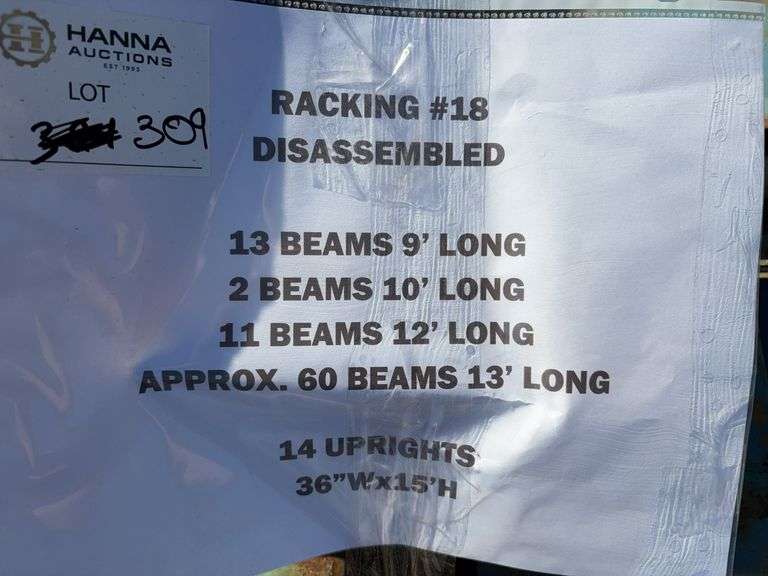 H
HANNA
AUCTIONS
EST 1993
LOT
309
RACKING #18
DISASSEMBLED
13 BEAMS 9' LONG
2 BEAMS 10' LONG
11 BEAMS 12' LONG
APPROX. 60 BEAMS 13' LONG
14 UPRIGHTS
36"Wx15'H